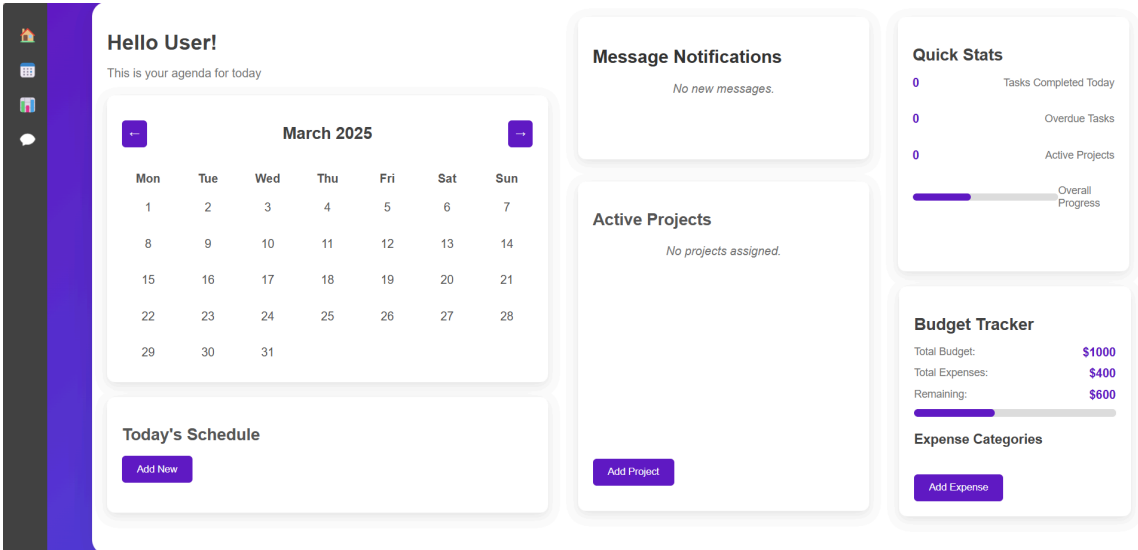 Hello User!
This is your agenda for today
← March 2025 →
Mon Tue Wed Thu Fri Sat Sun
1 2 3 4 5 6 7
8 9 10 11 12 13 14
15 16 17 18 19 20 21
22 23 24 25 26 27 28
29 30 31
Today's Schedule
Add New
Message Notifications
No new messages.
Active Projects
No projects assigned.
Add Project
Quick Stats
0 Tasks Completed Today
0 Overdue Tasks
0 Active Projects
Overall
Progress
Budget Tracker
Total Budget: $1000
Total Expenses: $400
Remaining: $600
Expense Categories
Add Expense